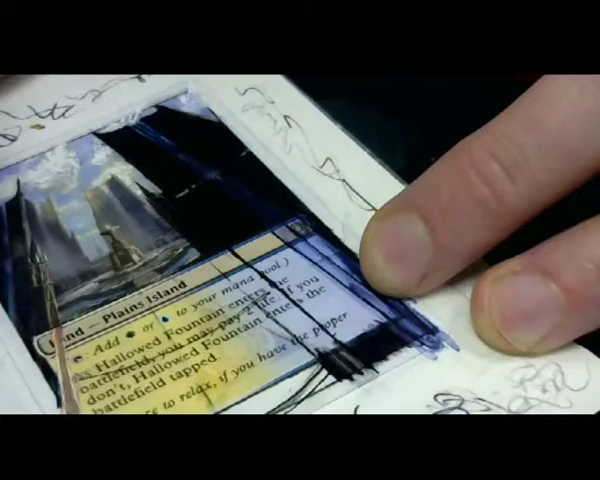 Land — Plains Island
: Add or to your mana pool.)
As Hallowed Fountain enters the
battlefield, you may pay 2 life. If you
don't, Hallowed Fountain enters the
battlefield tapped.
to relax, if you have the proper